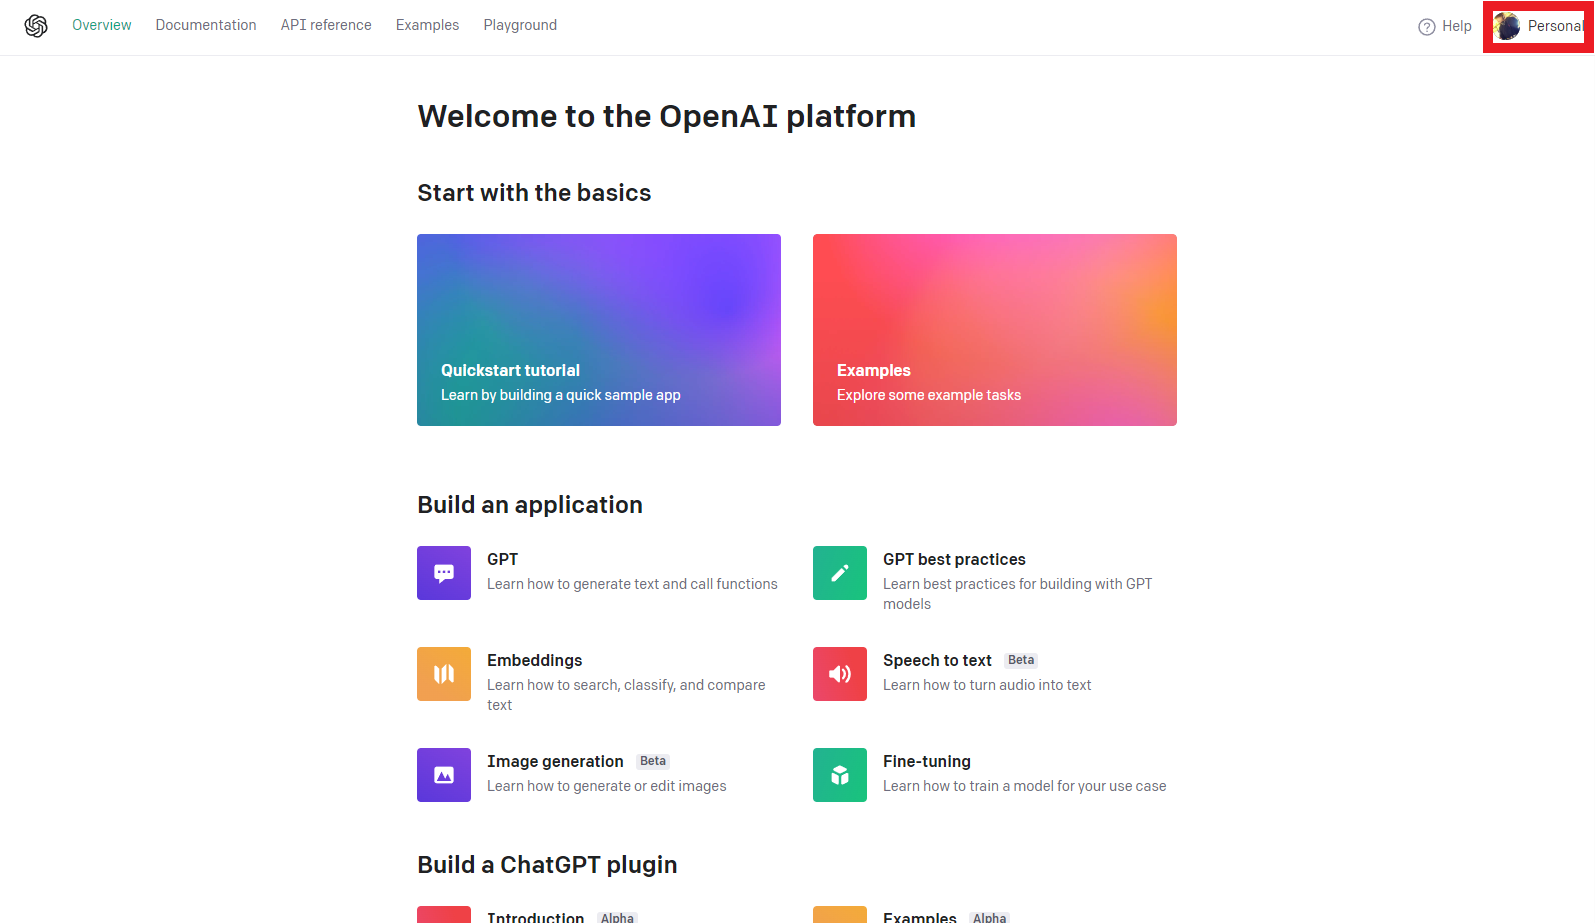 Overview Documentation API reference Examples Playground Help Personal
Welcome to the OpenAI platform
Start with the basics
Quickstart tutorial
Learn by building a quick sample app
Examples
Explore some example tasks
Build an application
GPT
Learn how to generate text and call functions
GPT best practices
Learn best practices for building with GPT
models
Embeddings
Learn how to search, classify, and compare
text
Speech to text Beta
Learn how to turn audio into text
Image generation Beta
Learn how to generate or edit images
Fine-tuning
Learn how to train a model for your use case
Build a ChatGPT plugin
Introduction Alpha
Examples Alpha